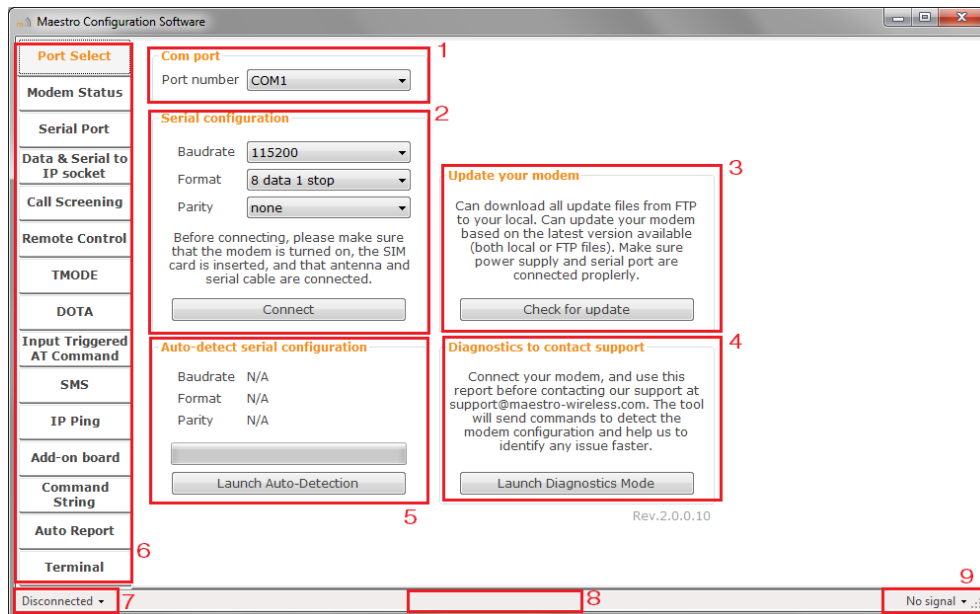 Maestro Configuration Software
Port Select
Modem Status
Serial Port
Data & Serial to
IP socket
Call Screening
Remote Control
TMODE
DOTA
Input Triggered
AT Command
SMS
IP Ping
Add-on board
Command
String
Auto Report
Terminal
6
Com port
1
Port number COM1
Serial configuration
2
Baudrate 115200
Format 8 data 1 stop
Parity none
Before connecting, please make sure
that the modem is turned on, the SIM
card is inserted, and that antenna and
serial cable are connected.
Connect
Update your modem
3
Can download all update files from FTP
to your local. Can update your modem
based on the latest version available
(both local or FTP files). Make sure
power supply and serial port are
connected proplerly.
Check for update
Auto-detect serial configuration
Baudrate N/A
Format N/A
Parity N/A
Launch Auto-Detection
5
Diagnostics to contact support
4
Connect your modem, and use this
report before contacting our support at
support@maestro-wireless.com. The tool
will send commands to detect the
modem configuration and help us to
identify any issue faster.
Launch Diagnostics Mode
Rev.2.0.0.10
Disconnected
7
8
9
No signal